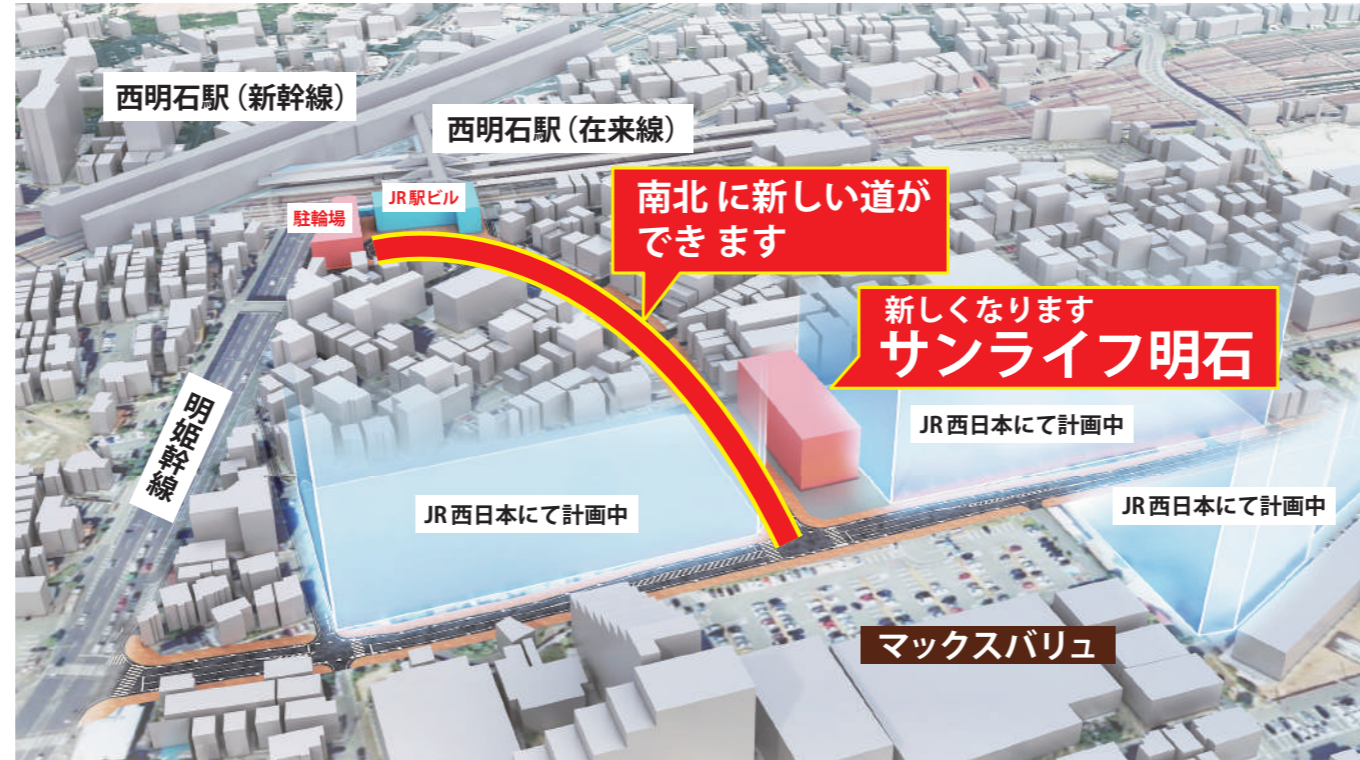 西明石駅（新幹線）
西明石駅（在来線）
JR駅ビル
駐輪場
南北に新しい道が
できます
新しくなります
サンライフ明石
明姫幹線
JR西日本にて計画中
JR西日本にて計画中
JR西日本にて計画中
マックスバリュ